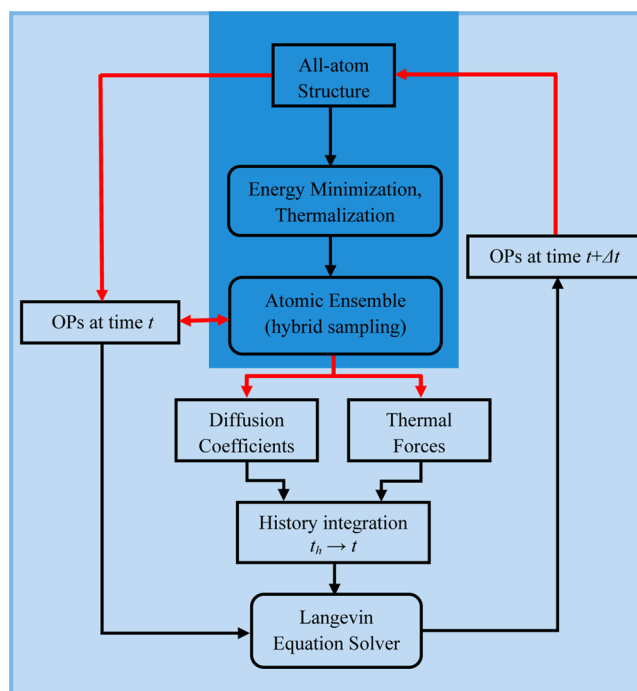 All-atom
Structure
Energy Minimization,
Thermalization
OPs at time t+Δt
Atomic Ensemble
(hybrid sampling)
OPs at time t
Diffusion
Coefficients
Thermal
Forces
History integration
t_h → t
Langevin
Equation Solver